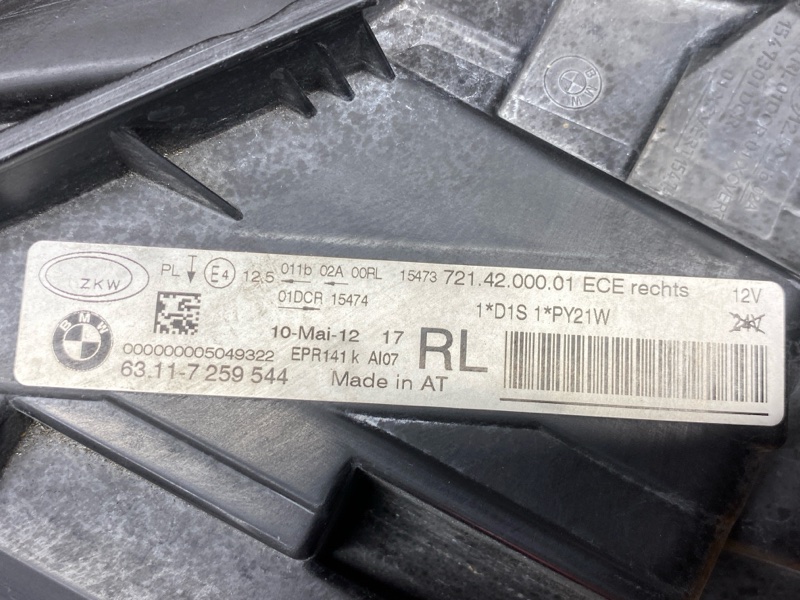 ZKW PL E4 12.5 011b 02A 00RL 15473 721.42.000.01 ECE rechts 12V
01DCR 15474 1*D1S 1*PY21W 24V
BMW 10-Mai-12 17 RL
000000005049322 EPR141 k AI07
63.11-7 259 544 Made in AT
BMW